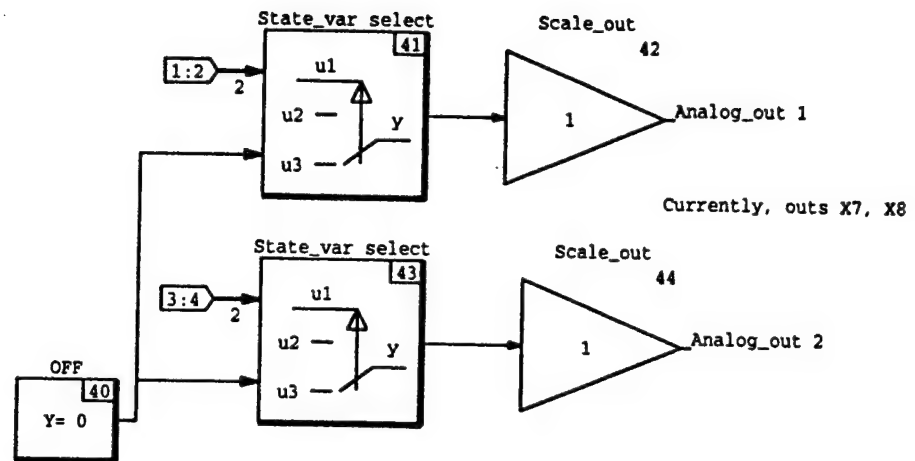 State_var select
41
1:2
2
u1
u2
u3
y
Scale_out
42
1
Analog_out 1
Currently, outs X7, X8
State_var select
43
3:4
2
u1
u2
u3
y
Scale_out
44
1
Analog_out 2
OFF
40
Y= 0